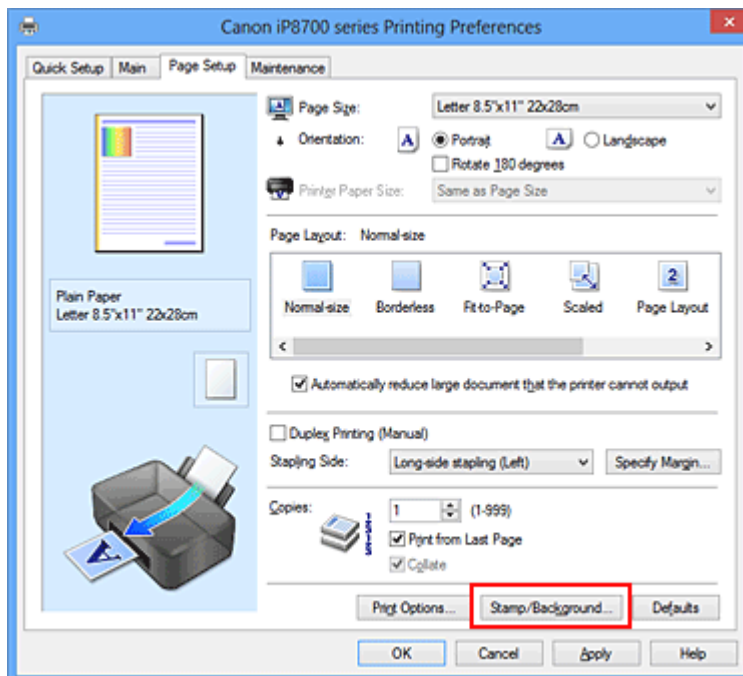 Canon iP8700 series Printing Preferences
Quick Setup Main Page Setup Maintenance
Page Size: Letter 8.5"x11" 22x28cm
Orientation: A Portrait A Landscape
Rotate 180 degrees
Printer Paper Size: Same as Page Size
Page Layout: Normal-size
2
Normal-size Borderless Fit-to-Page Scaled Page Layout
Plain Paper
Letter 8.5"x11" 22x28cm
Automatically reduce large document that the printer cannot output
Duplex Printing (Manual)
Stapling Side: Long-side stapling (Left) Specify Margin...
Copies: 1 (1-999)
Print from Last Page
Collate
A
Print Options... Stamp/Background... Defaults
OK Cancel Apply Help